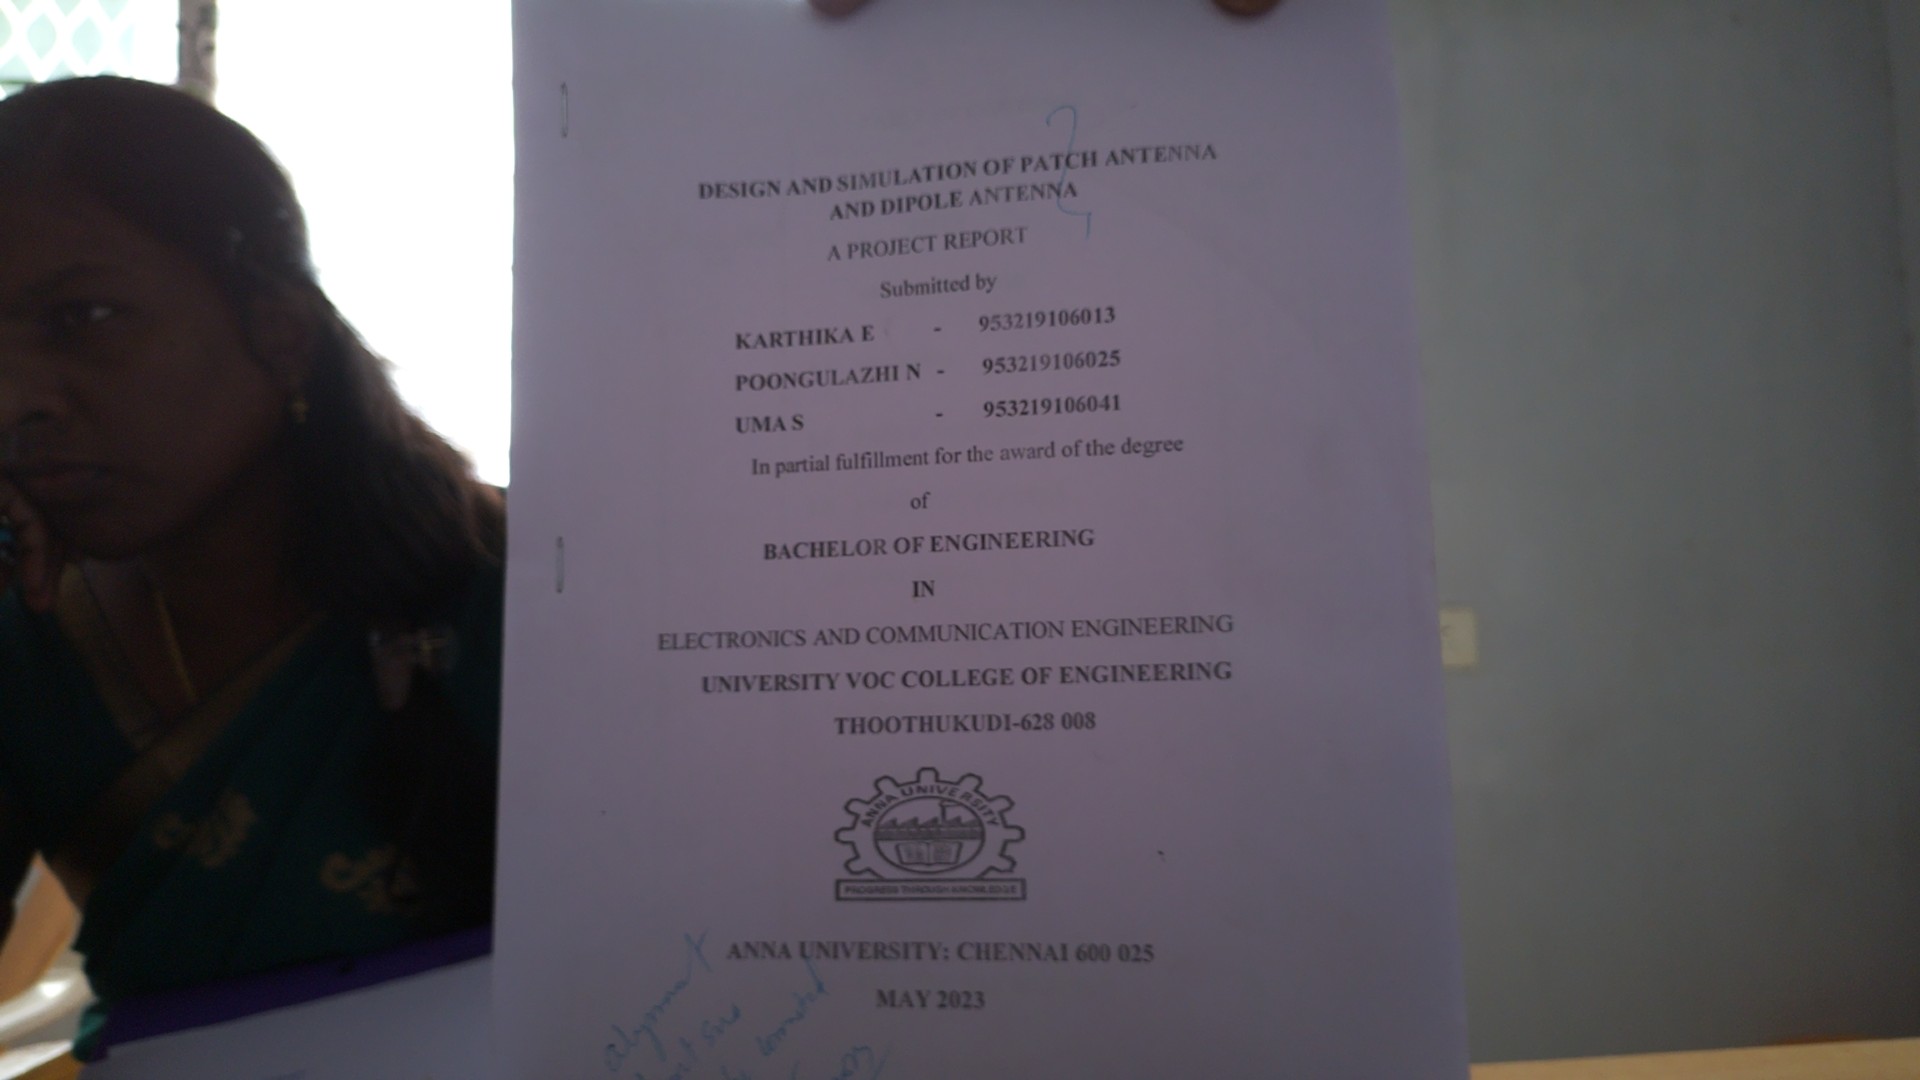 DESIGN AND SIMULATION OF PATCH ANTENNA
AND DIPOLE ANTENNA
A PROJECT REPORT
Submitted by
KARTHIKA E - 953219106013
POONGULAZHI N - 953219106025
UMA S - 953219106041
In partial fulfillment for the award of the degree
of
BACHELOR OF ENGINEERING
IN
ELECTRONICS AND COMMUNICATION ENGINEERING
UNIVERSITY VOC COLLEGE OF ENGINEERING
THOOTHUKUDI-628 008
ANNA UNIVERSITY
PROGRESS THROUGH KNOWLEDGE
ANNA UNIVERSITY: CHENNAI 600 025
MAY 2023